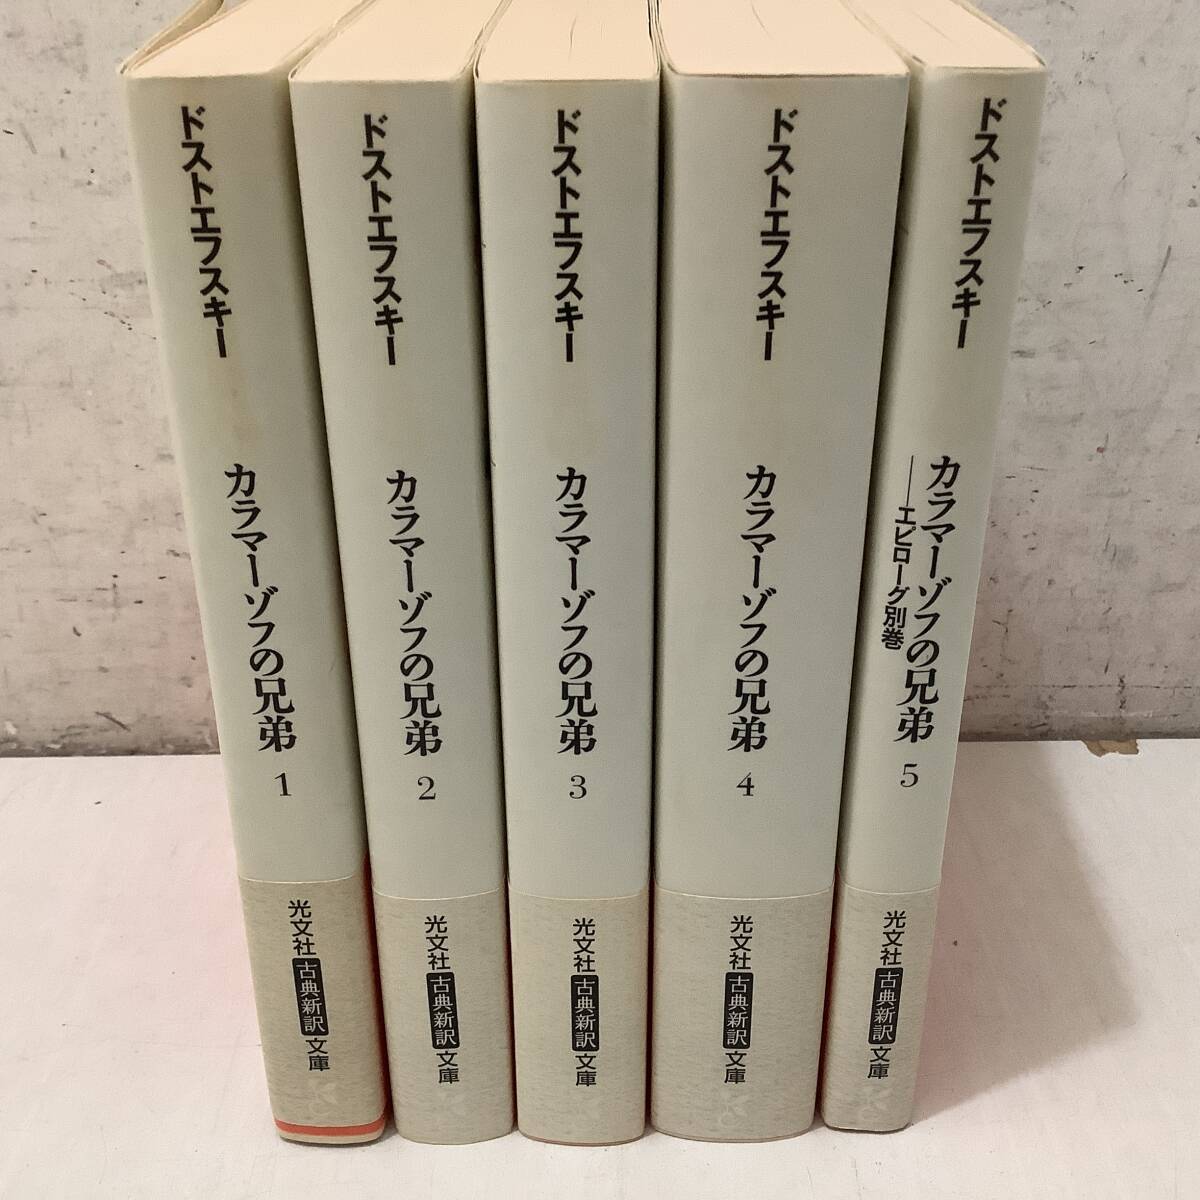 ドストエフスキー
カラマーゾフの兄弟
1
光文社
古典新訳
文庫
ドストエフスキー
カラマーゾフの兄弟
2
光文社
古典新訳
文庫
ドストエフスキー
カラマーゾフの兄弟
3
光文社
古典新訳
文庫
ドストエフスキー
カラマーゾフの兄弟
4
光文社
古典新訳
文庫
ドストエフスキー
カラマーゾフの兄弟
――エピローグ別巻
5
光文社
古典新訳
文庫